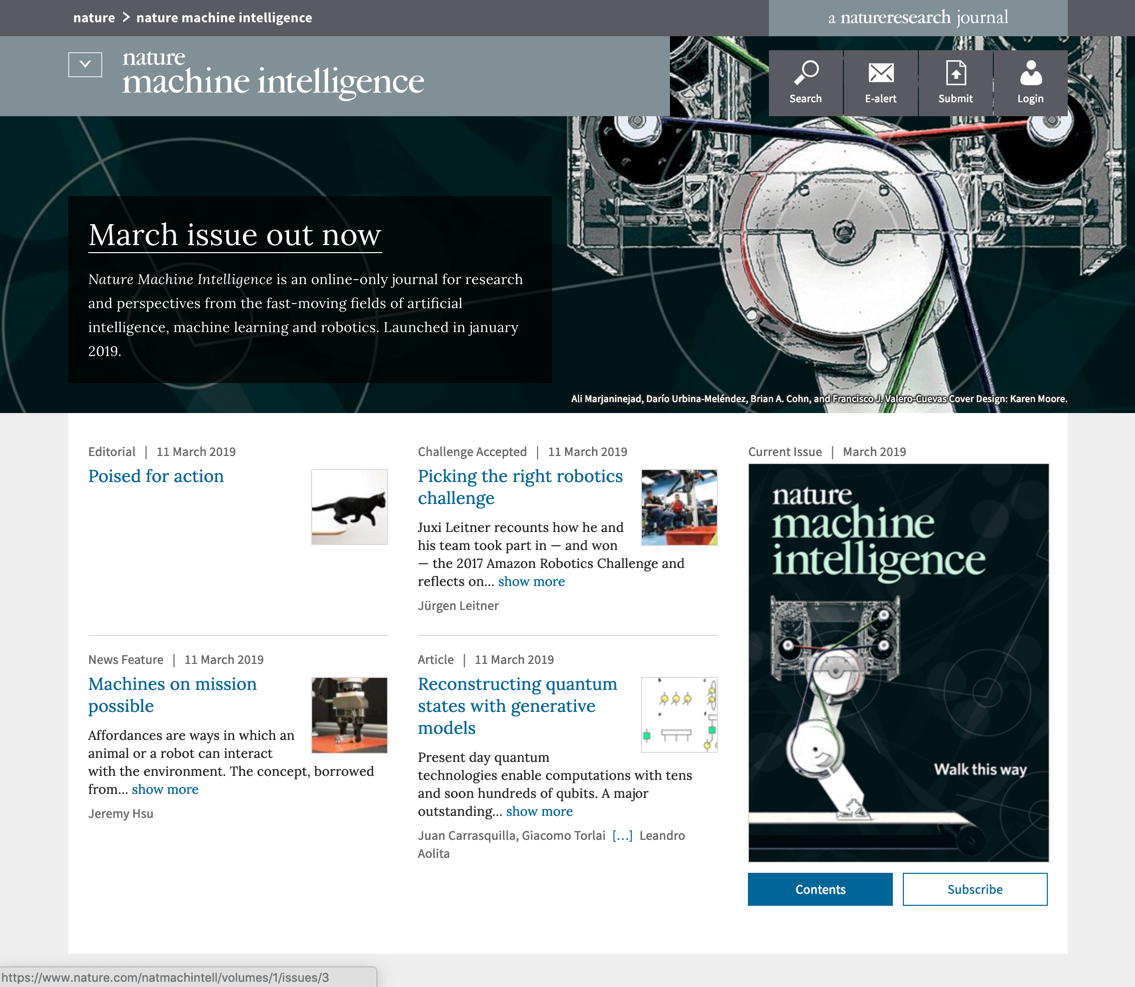 nature > nature machine intelligence
a natureresearch journal
nature
machine intelligence
Search
E-alert
Submit
Login
March issue out now
Nature Machine Intelligence is an online-only journal for research
and perspectives from the fast-moving fields of artificial
intelligence, machine learning and robotics. Launched in january
2019.
Ali Marjaninejad, Darío Urbina-Meléndez, Brian A. Cohn, and Francisco J. Valero-Cuevas Cover Design: Karen Moore.
Editorial | 11 March 2019
Poised for action
Challenge Accepted | 11 March 2019
Picking the right robotics
challenge
Juxi Leitner recounts how he and
his team took part in — and won
— the 2017 Amazon Robotics Challenge and
reflects on... show more
Jürgen Leitner
News Feature | 11 March 2019
Machines on mission
possible
Affordances are ways in which an
animal or a robot can interact
with the environment. The concept, borrowed
from... show more
Jeremy Hsu
Article | 11 March 2019
Reconstructing quantum
states with generative
models
Present day quantum
technologies enable computations with tens
and soon hundreds of qubits. A major
outstanding... show more
Juan Carrasquilla, Giacomo Torlai [...] Leandro
Aolita
Current Issue | March 2019
nature
machine
intelligence
Walk this way
Contents
Subscribe
https://www.nature.com/natmachintell/volumes/1/issues/3